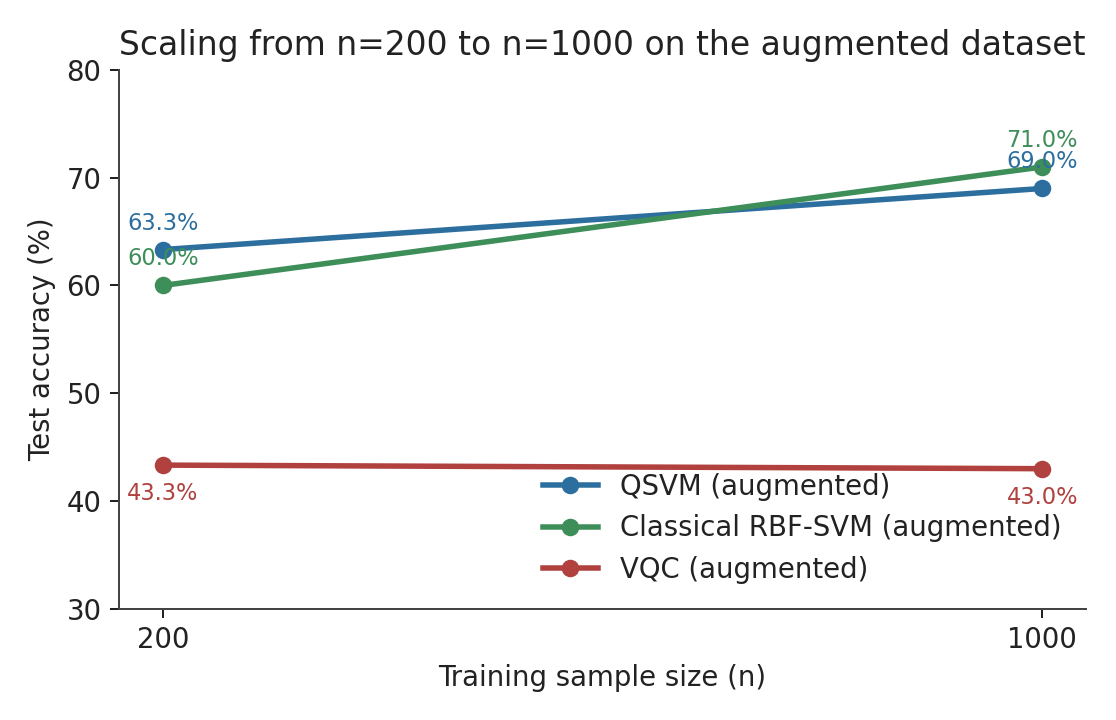 Scaling from n=200 to n=1000 on the augmented dataset
80
70
60
50
40
30
Test accuracy (%)
63.3%
60.0%
43.3%
71.0%
69.0%
43.0%
QSVM (augmented)
Classical RBF-SVM (augmented)
VQC (augmented)
200
1000
Training sample size (n)